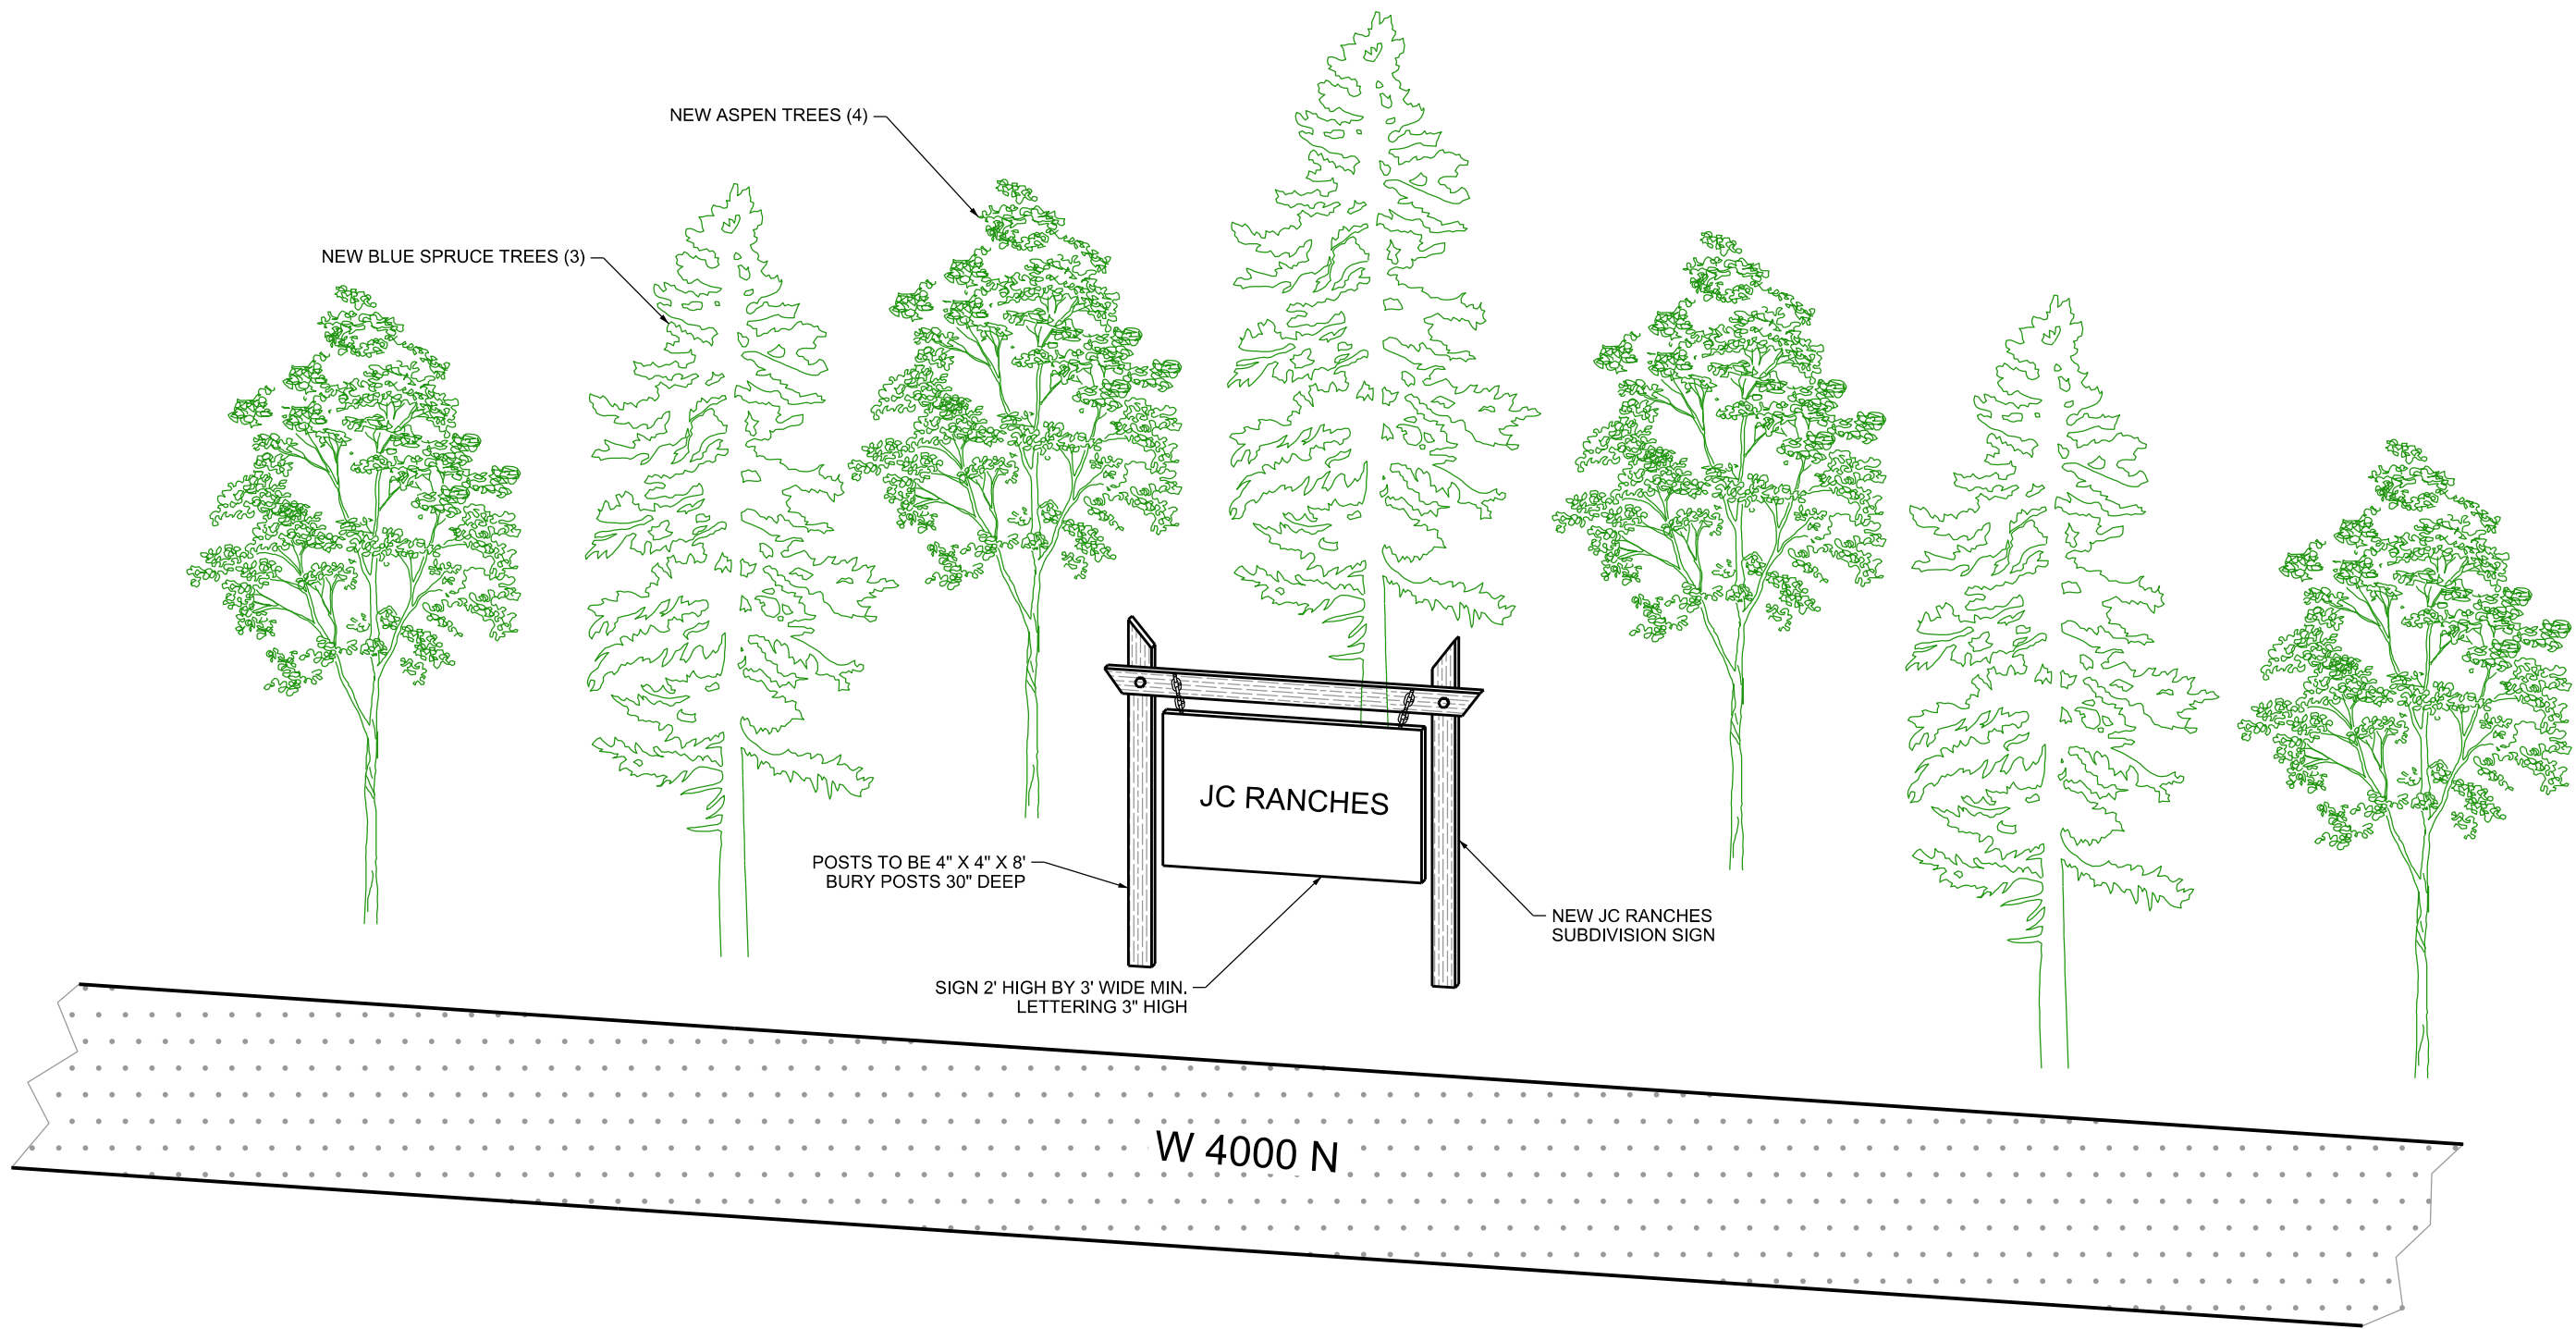 NEW ASPEN TREES (4)
NEW BLUE SPRUCE TREES (3)
JC RANCHES
POSTS TO BE 4" X 4" X 8'
BURY POSTS 30" DEEP
NEW JC RANCHES
SUBDIVISION SIGN
SIGN 2' HIGH BY 3' WIDE MIN.
LETTERING 3" HIGH
W 4000 N